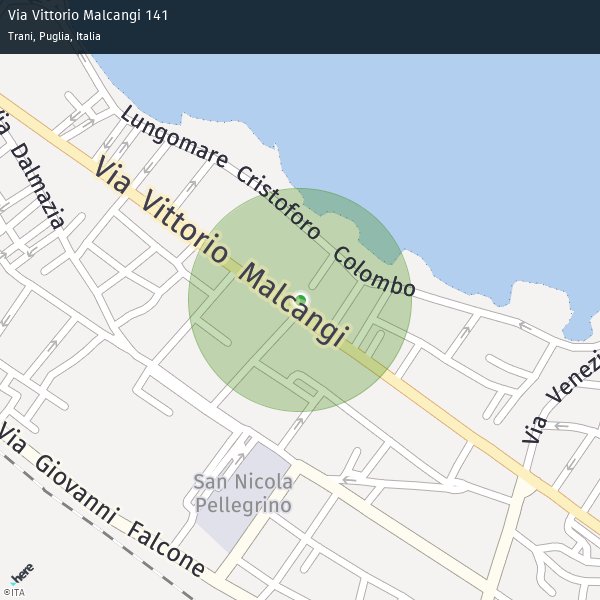 Via Vittorio Malcangi 141
Trani, Puglia, Italia
Lungomare Cristoforo Colombo
Via Dalmazia
Via Vittorio Malcangi
Via Venezi
Via Giovanni Falcone
San Nicola
Pellegrino
here
©ITA